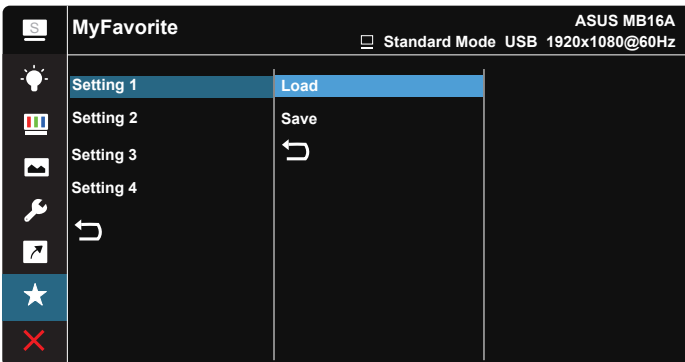 S
MyFavorite
ASUS MB16A
Standard Mode USB 1920x1080@60Hz
Setting 1
Load
Setting 2
Save
Setting 3
Setting 4